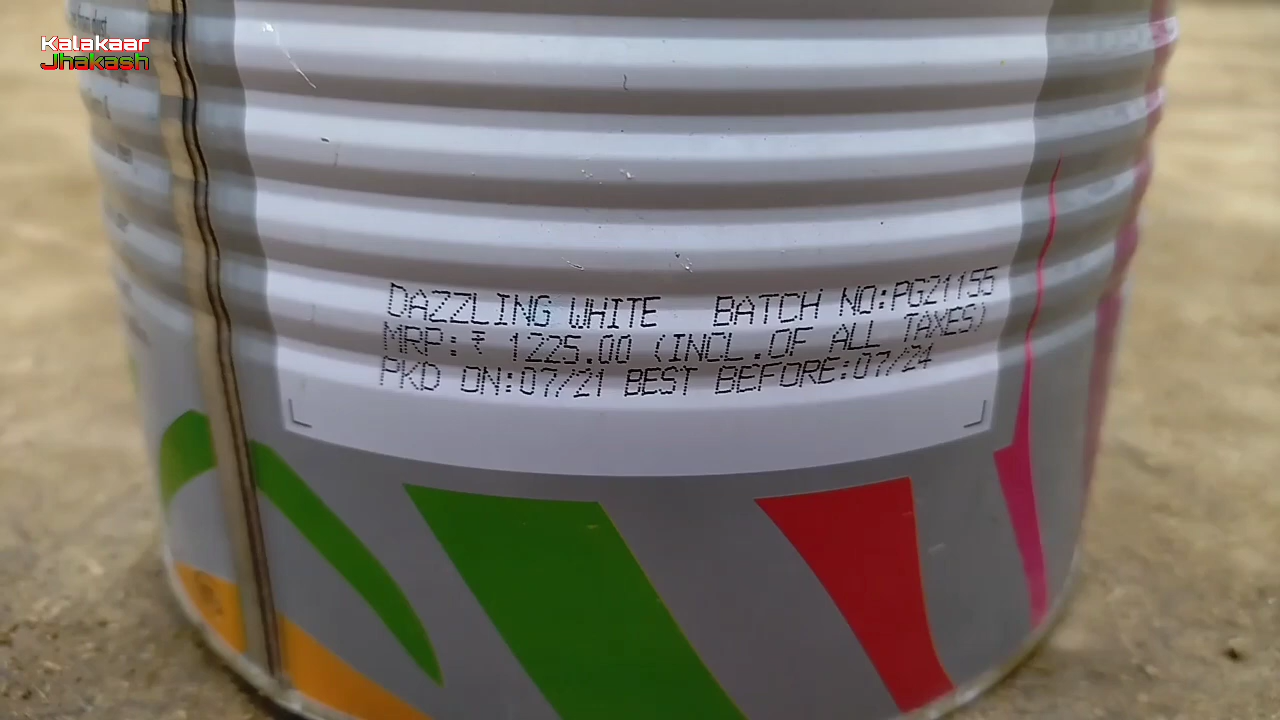 Kalakaar
Jhakash
DAZZLING WHITE BATCH NO:PGZ1155
MRP:₹ 1225.00 (INCL.OF ALL TAXES)
PKD ON:07/21 BEST BEFORE:07/24